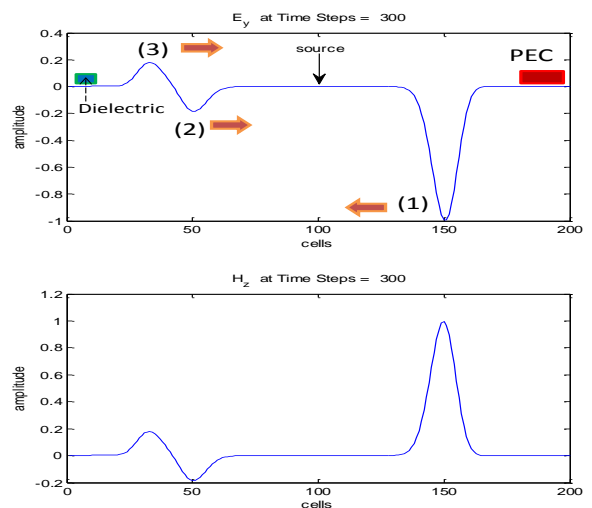 E_y at Time Steps = 300
0.4
0.2
0
-0.2
-0.4
-0.6
-0.8
-1
amplitude
(3)
source
PEC
Dielectric
(2)
(1)
0 50 100 150 200
cells
H_z at Time Steps = 300
1.2
1
0.8
0.6
0.4
0.2
0
-0.2
amplitude
0 50 100 150 200
cells